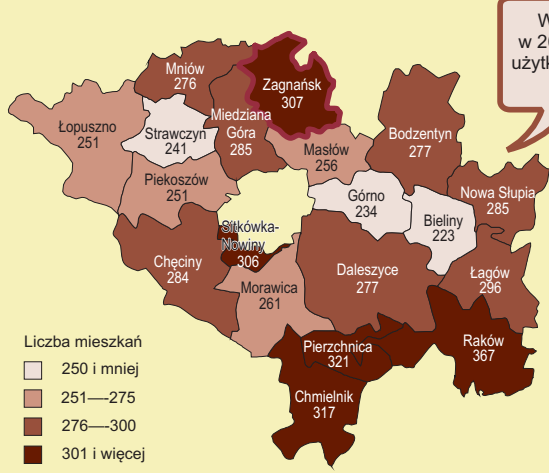 W
w 20
użytk
Mniów
276
Zagnańsk
307
Łopuszno
251
Strawczyn
241
Miedziana
Góra
285
Bodzentyn
277
Masłów
256
Piekoszów
251
Górno
234
Nowa Słupia
285
Bieliny
223
Sitkówka-
Nowiny
306
Chęciny
284
Daleszyce
277
Łagów
296
Morawica
261
Raków
367
Pierzchnica
321
Chmielnik
317
Liczba mieszkań
250 i mniej
251—-275
276—-300
301 i więcej